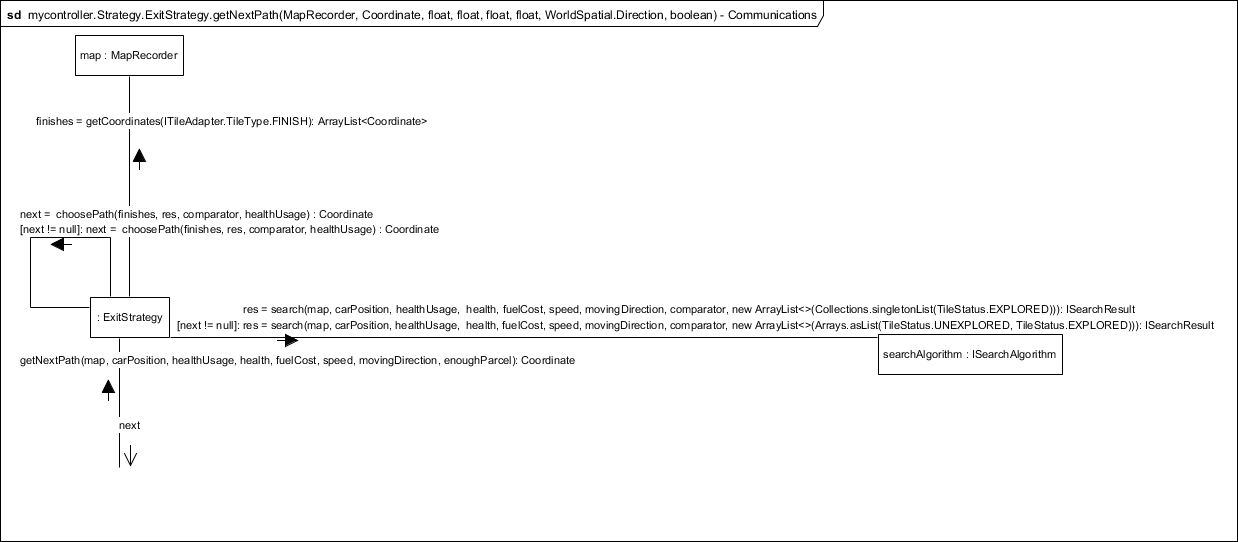 sd mycontroller.Strategy.ExitStrategy.getNextPath(MapRecorder, Coordinate, float, float, float, float, WorldSpatial.Direction, boolean) - Communications
map : MapRecorder
finishes = getCoordinates(ITileAdapter.TileType.FINISH): ArrayList<Coordinate>
next = choosePath(finishes, res, comparator, healthUsage) : Coordinate
[next != null]: next = choosePath(finishes, res, comparator, healthUsage) : Coordinate
: ExitStrategy
res = search(map, carPosition, healthUsage, health, fuelCost, speed, movingDirection, comparator, new ArrayList<>(Collections.singletonList(TileStatus.EXPLORED))): ISearchResult
[next != null]: res = search(map, carPosition, healthUsage, health, fuelCost, speed, movingDirection, comparator, new ArrayList<>(Arrays.asList(TileStatus.UNEXPLORED, TileStatus.EXPLORED))): ISearchResult
searchAlgorithm : ISearchAlgorithm
getNextPath(map, carPosition, healthUsage, health, fuelCost, speed, movingDirection, enoughParcel): Coordinate
next